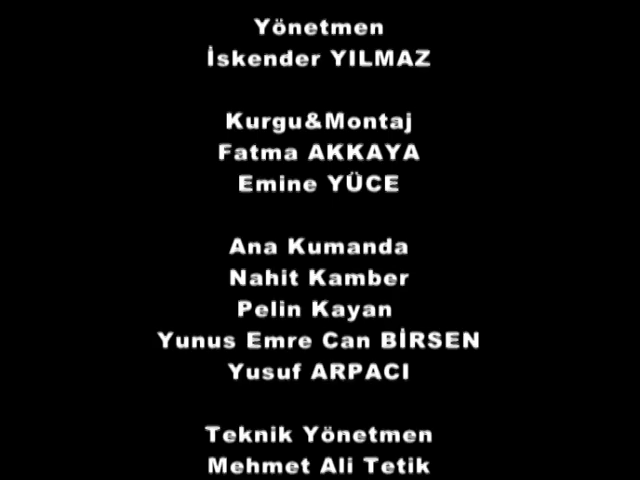 Yönetmen
İskender YILMAZ
Kurgu&Montaj
Fatma AKKAYA
Emine YÜCE
Ana Kumanda
Nahit Kamber
Pelin Kayan
Yunus Emre Can BİRSEN
Yusuf ARPACI
Teknik Yönetmen
Mehmet Ali Tetik